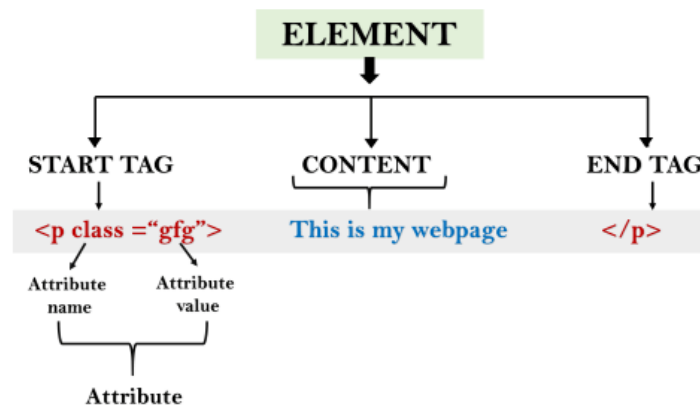 ELEMENT
START TAG
CONTENT
END TAG
<p class =“gfg”>
This is my webpage
</p>
Attribute
name
Attribute
value
Attribute